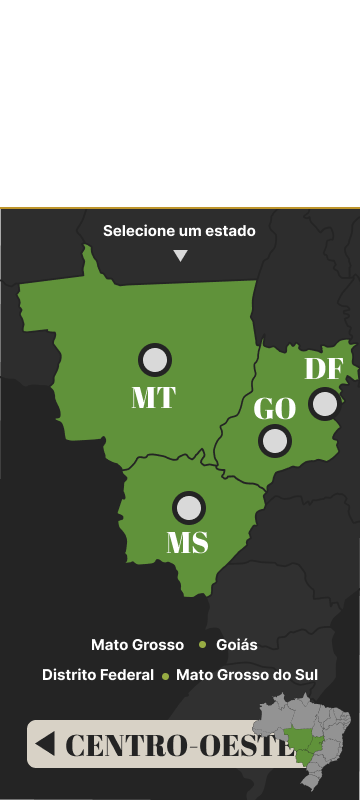 Selecione um estado
DF
MT
GO
MS
Mato Grosso • Goiás
Distrito Federal • Mato Grosso do Sul
CENTRO-OESTE